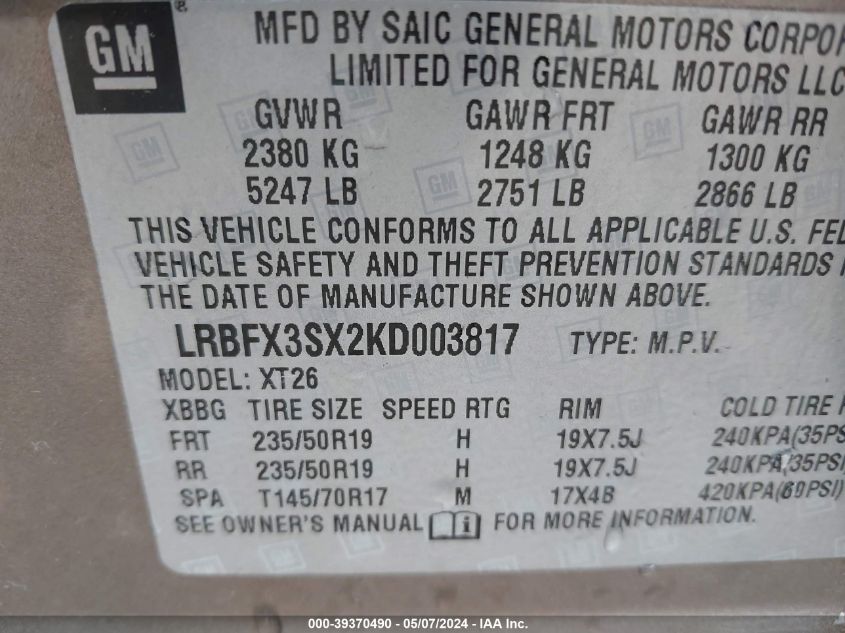 GM
MFD BY SAIC GENERAL MOTORS
LIMITED FOR GENERAL MOTORS LLC
GVWR GAWR FRT GAWR RR
2380 KG 1248 KG 1300 KG
5247 LB 2751 LB 2866 LB
THIS VEHICLE CONFORMS TO ALL APPLICABLE U.S.
VEHICLE SAFETY AND THEFT PREVENTION STANDARDS
THE DATE OF MANUFACTURE SHOWN ABOVE.
LRBFX3SX2KD003817 TYPE: M.P.V.
MODEL: XT26
XBBG TIRE SIZE SPEED RTG RIM COLD TIRE
FRT 235/50R19 H 19X7.5J 240KPA(35PSI
RR 235/50R19 H 19X7.5J 240KPA(35PSI)
SPA T145/70R17 M 17X4B 420KPA(60PSI)
SEE OWNER'S MANUAL FOR MORE INFORMATION.
000-39370490 - 05/07/2024 - IAA Inc.